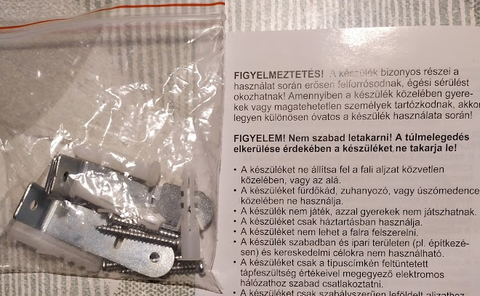 FIGYELMEZTETÉS! A készülék bizonyos részei a
használat során erősen felforrósodnak, égési sérülést
okozhatnak! Amennyiben a készülék közelében gyere-
kek vagy magatehetetlen személyek tartózkodnak, akkor
legyen különösen óvatos a készülék használata során!
FIGYELEM! Nem szabad letakarni! A túlmelegedés
elkerülése érdekében a készüléket ne takarja le!
• A készüléket ne állítsa fel a fali aljzat közvetlen
közelében, vagy az alá.
• A készüléket fürdőkád, zuhanyozó, vagy úszómedence
közelében ne használja.
• A készülék nem játék, azzal gyerekek nem játszhatnak.
• A készüléket csak háztartásban használja.
• A készüléket nem lehet a falra felszerelni.
• A készülék szabadban és ipari területen (pl. építkezé-
sen) és kereskedelmi célokra nem használható.
• A készüléket csak a típuscímkén feltüntetett
tápfeszültség értékeivel megegyező elektromos
hálózathoz szabad csatlakoztatni.
• A készüléket csak szabályszerűen leföldelt aljzathoz